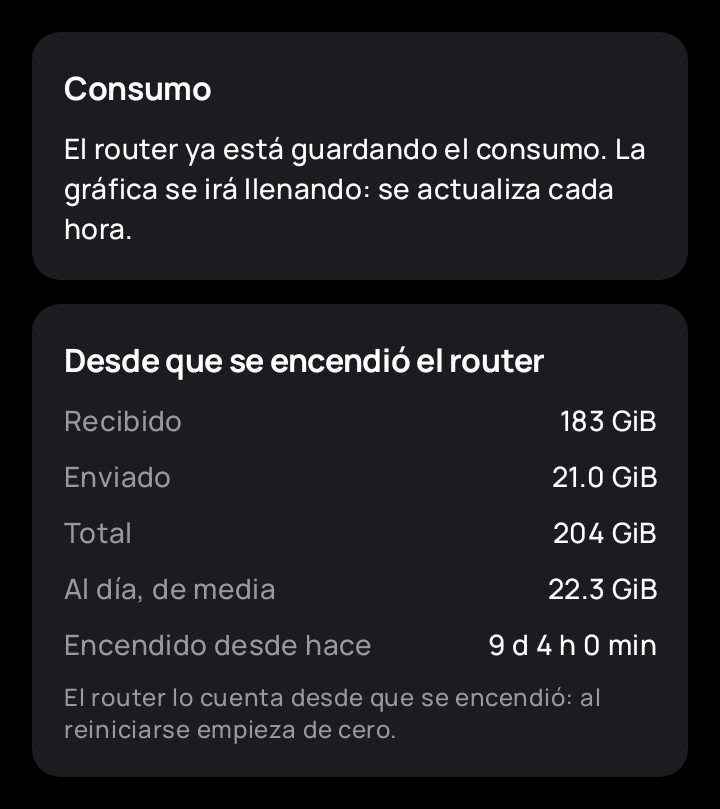 Consumo
El router ya está guardando el consumo. La
gráfica se irá llenando: se actualiza cada
hora.
Desde que se encendió el router
Recibido 183 GiB
Enviado 21.0 GiB
Total 204 GiB
Al día, de media 22.3 GiB
Encendido desde hace 9 d 4 h 0 min
El router lo cuenta desde que se encendió: al
reiniciarse empieza de cero.